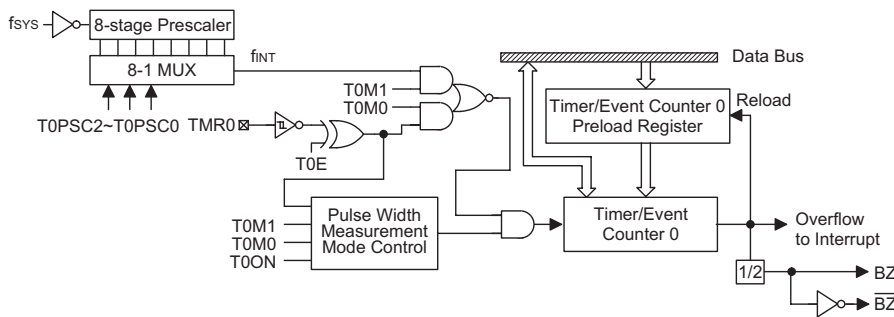 fSYS
8-stage Prescaler
8-1 MUX
fINT
T0PSC2~T0PSC0
TMR0
T0E
T0M1
T0M0
Data Bus
Timer/Event Counter 0
Preload Register
Reload
T0M1
T0M0
T0ON
Pulse Width
Measurement
Mode Control
Timer/Event
Counter 0
Overflow
to Interrupt
1/2
BZ
BZ